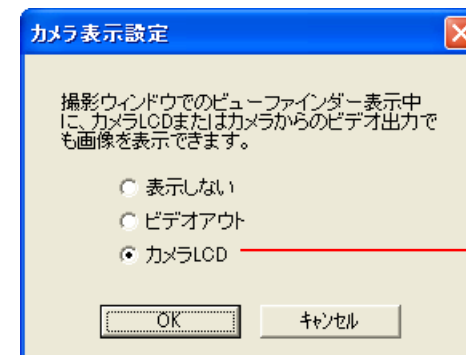 カメラ表示設定
撮影ウィンドウでのビューファインダー表示中
に、カメラLCDまたはカメラからのビデオ出力で
も画像を表示できます。
表示しない
ビデオアウト
カメラLCD
OK
キャンセル